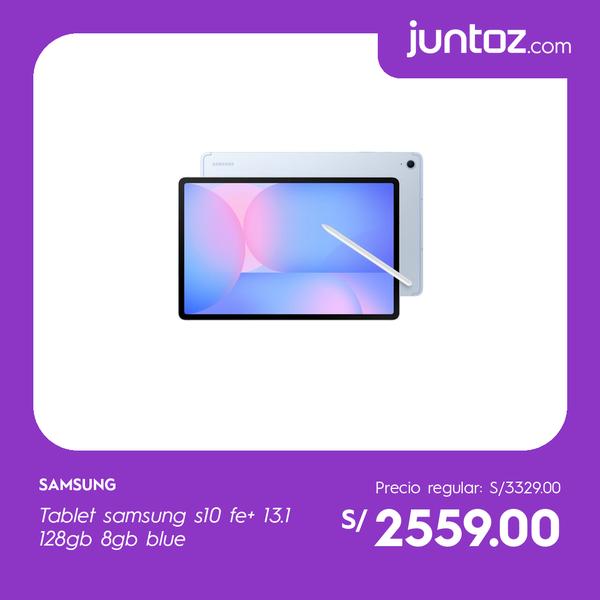 juntoz.com
SAMSUNG
SAMSUNG
Tablet samsung s10 fe+ 13.1
128gb 8gb blue
Precio regular: S/3329.00
S/ 2559.00